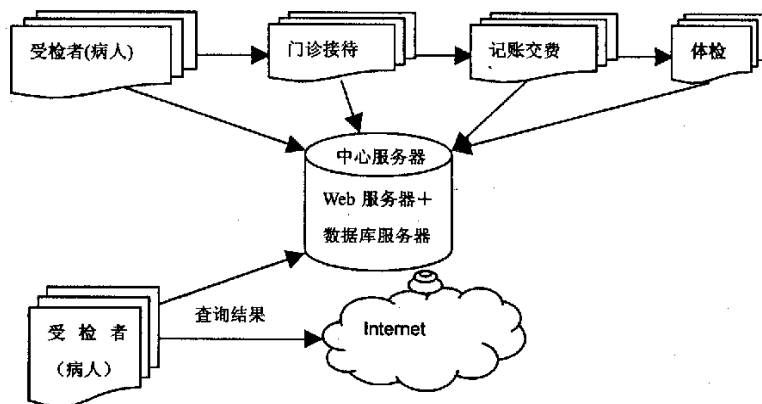 受检者(病人)
门诊接待
记账交费
体检
中心服务器
Web 服务器+
数据库服务器
查询结果
受 检 者
(病人)
Internet